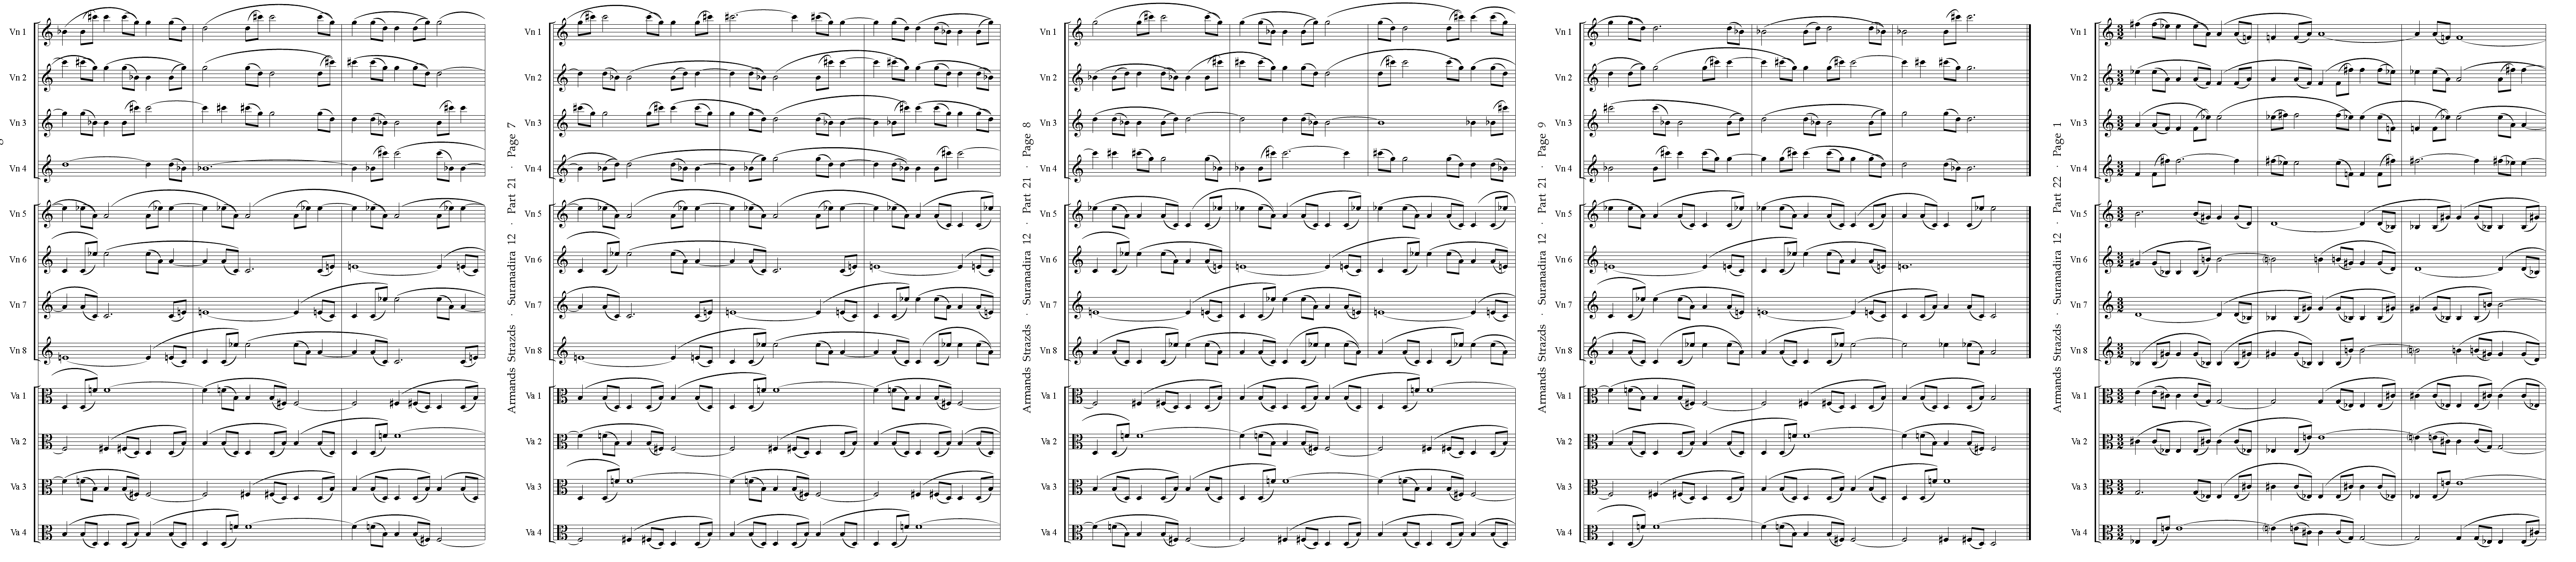 Vn 1
Vn 2
Vn 3
Vn 4
Vn 5
Vn 6
Vn 7
Vn 8
Va 1
Va 2
Va 3
Va 4
Armands Strazds · Suranadira 12 · Part 21 · Page 7
Vn 1
Vn 2
Vn 3
Vn 4
Vn 5
Vn 6
Vn 7
Vn 8
Va 1
Va 2
Va 3
Va 4
Armands Strazds · Suranadira 12 · Part 21 · Page 8
Vn 1
Vn 2
Vn 3
Vn 4
Vn 5
Vn 6
Vn 7
Vn 8
Va 1
Va 2
Va 3
Va 4
Armands Strazds · Suranadira 12 · Part 21 · Page 9
Vn 1
Vn 2
Vn 3
Vn 4
Vn 5
Vn 6
Vn 7
Vn 8
Va 1
Va 2
Va 3
Va 4
Armands Strazds · Suranadira 12 · Part 22 · Page 1
Vn 1
Vn 2
Vn 3
Vn 4
Vn 5
Vn 6
Vn 7
Vn 8
Va 1
Va 2
Va 3
Va 4